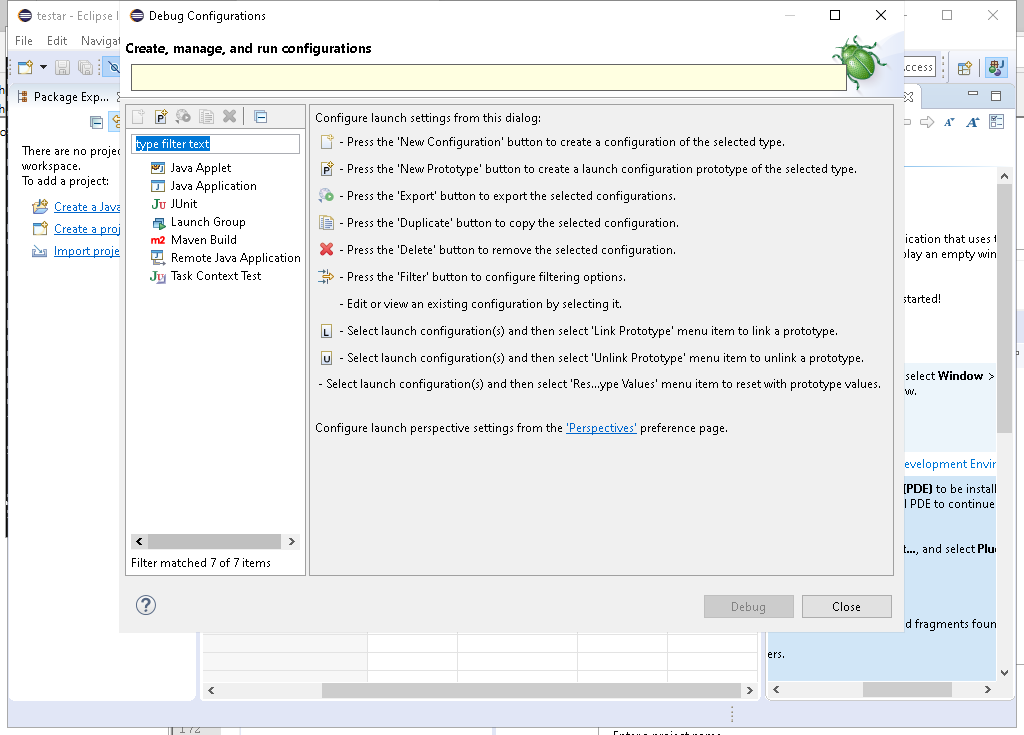 testar - Eclipse I
Debug Configurations
File Edit Navigat
Create, manage, and run configurations
ccess
Package Exp...
type filter text
Java Applet
Java Application
JUnit
Launch Group
Maven Build
Remote Java Application
Task Context Test
Filter matched 7 of 7 items
Configure launch settings from this dialog:
- Press the 'New Configuration' button to create a configuration of the selected type.
- Press the 'New Prototype' button to create a launch configuration prototype of the selected type.
- Press the 'Export' button to export the selected configurations.
- Press the 'Duplicate' button to copy the selected configuration.
- Press the 'Delete' button to remove the selected configuration.
- Press the 'Filter' button to configure filtering options.
- Edit or view an existing configuration by selecting it.
- Select launch configuration(s) and then select 'Link Prototype' menu item to link a prototype.
- Select launch configuration(s) and then select 'Unlink Prototype' menu item to unlink a prototype.
- Select launch configuration(s) and then select 'Res...ype Values' menu item to reset with prototype values.
Configure launch perspective settings from the 'Perspectives' preference page.
Debug
Close
There are no projec
workspace.
To add a project:
Create a Java
Create a proj
Import proje
ication that uses t
play an empty win
started!
select Window >
w.
evelopment Envir
(PDE) to be install
l PDE to continue
t..., and select Plu
d fragments foun
ers.
172
Enter a project name